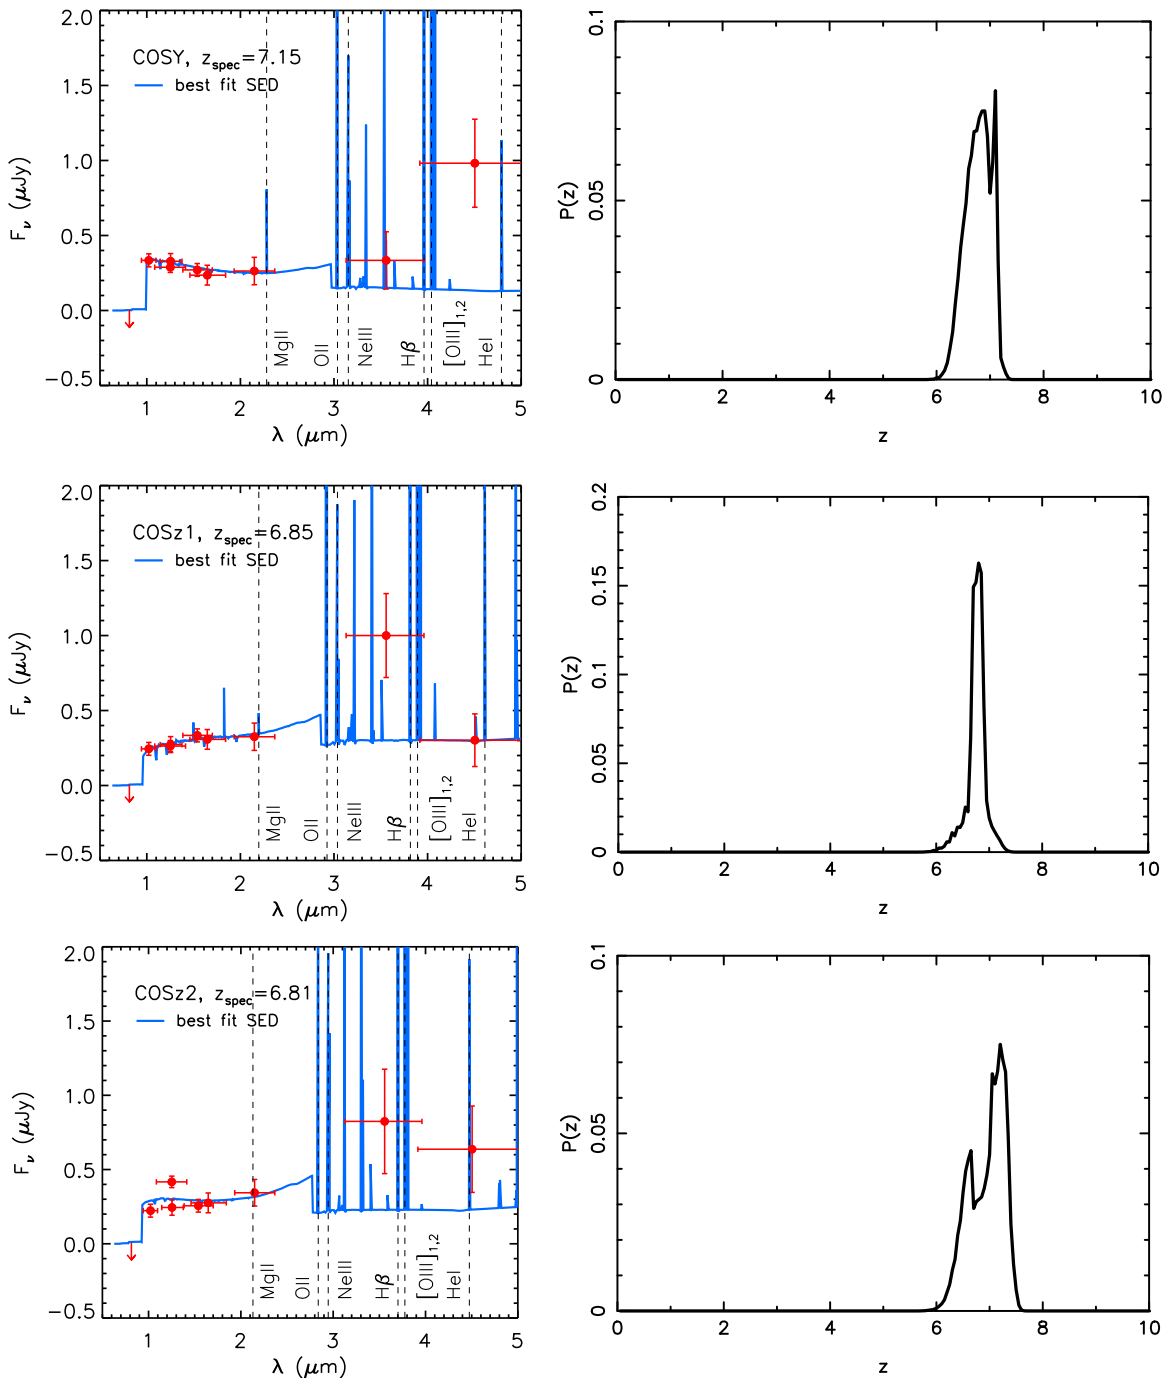 2.0
1.5
1.0
0.5
0.0
−0.5
F_ν (μJy)
COSY, z_spec=7.15
best fit SED
MgII
OII
NeIII
Hβ
[OIII]_1,2
HeI
1 2 3 4 5
λ (μm)
0.1
0.05
0
P(z)
0 2 4 6 8 10
z
2.0
1.5
1.0
0.5
0.0
−0.5
F_ν (μJy)
COSz1, z_spec=6.85
best fit SED
MgII
OII
NeIII
Hβ
[OIII]_1,2
HeI
1 2 3 4 5
λ (μm)
0.2
0.15
0.1
0.05
0
P(z)
0 2 4 6 8 10
z
2.0
1.5
1.0
0.5
0.0
−0.5
F_ν (μJy)
COSz2, z_spec=6.81
best fit SED
MgII
OII
NeIII
Hβ
[OIII]_1,2
HeI
1 2 3 4 5
λ (μm)
0.1
0.05
0
P(z)
0 2 4 6 8 10
z